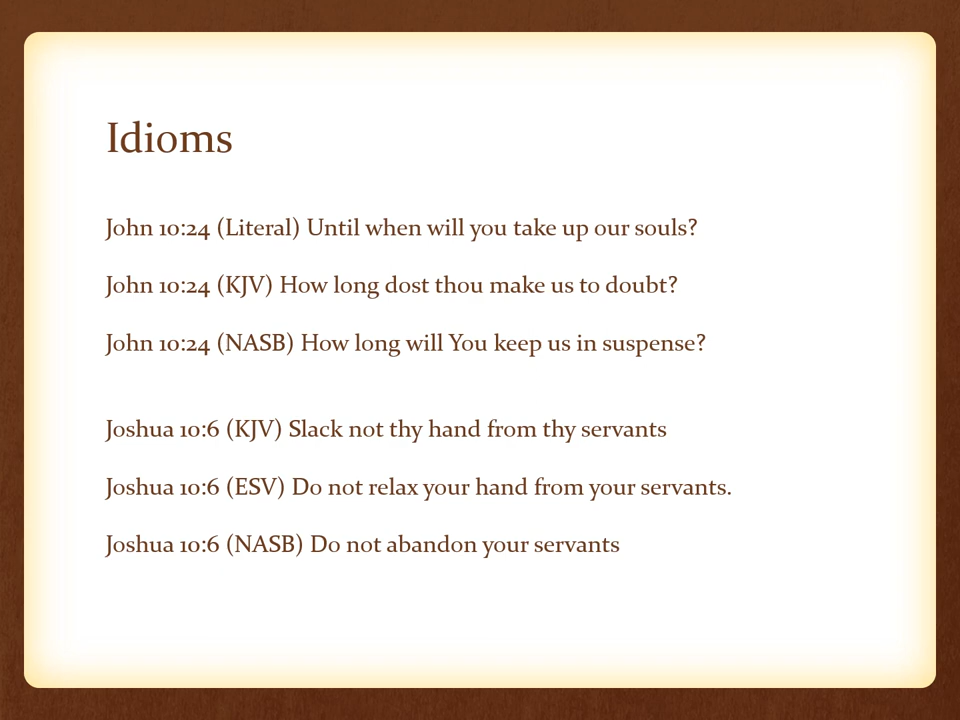 Idioms
John 10:24 (Literal) Until when will you take up our souls?
John 10:24 (KJV) How long dost thou make us to doubt?
John 10:24 (NASB) How long will You keep us in suspense?
Joshua 10:6 (KJV) Slack not thy hand from thy servants
Joshua 10:6 (ESV) Do not relax your hand from your servants.
Joshua 10:6 (NASB) Do not abandon your servants